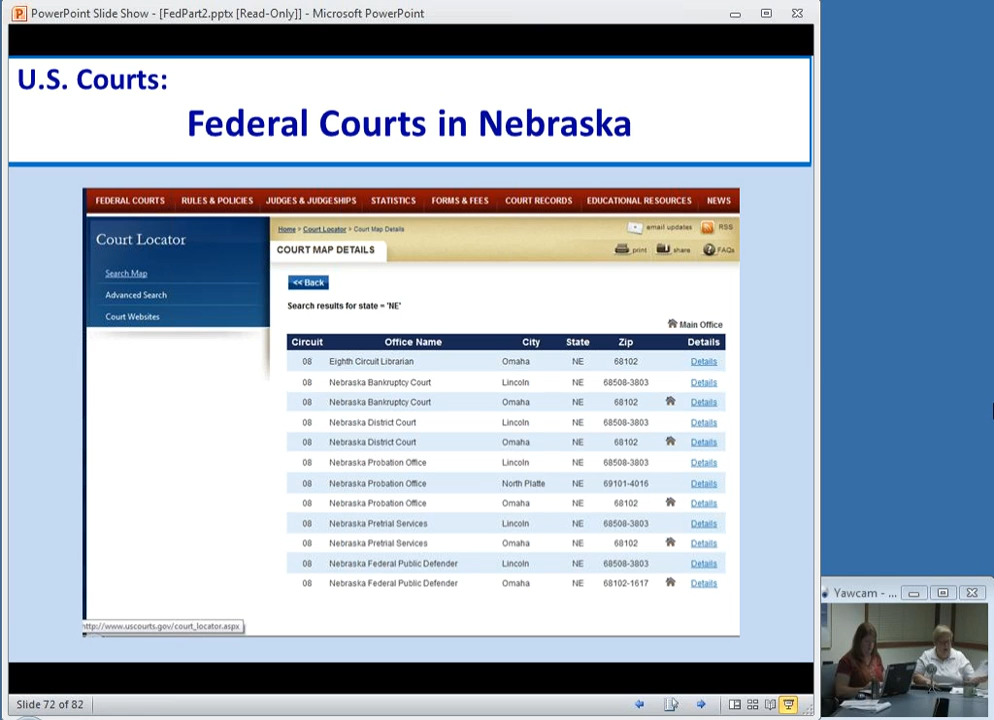 PowerPoint Slide Show - [FedPart2.pptx [Read-Only]] - Microsoft PowerPoint
U.S. Courts:
Federal Courts in Nebraska
FEDERAL COURTS RULES & POLICIES JUDGES & JUDGESHIPS STATISTICS FORMS & FEES COURT RECORDS EDUCATIONAL RESOURCES NEWS
Court Locator
Search Map
Advanced Search
Court Websites
Home > Court Locator > Court Map Details
email updates RSS
COURT MAP DETAILS
print share FAQs
<< Back
Search results for state = 'NE'
Main Office
Circuit Office Name City State Zip Details
08 Eighth Circuit Librarian Omaha NE 68102 Details
08 Nebraska Bankruptcy Court Lincoln NE 68508-3803 Details
08 Nebraska Bankruptcy Court Omaha NE 68102 Details
08 Nebraska District Court Lincoln NE 68508-3803 Details
08 Nebraska District Court Omaha NE 68102 Details
08 Nebraska Probation Office Lincoln NE 68508-3803 Details
08 Nebraska Probation Office North Platte NE 69101-4016 Details
08 Nebraska Probation Office Omaha NE 68102 Details
08 Nebraska Pretrial Services Lincoln NE 68508-3803 Details
08 Nebraska Pretrial Services Omaha NE 68102 Details
08 Nebraska Federal Public Defender Lincoln NE 68508-3803 Details
08 Nebraska Federal Public Defender Omaha NE 68102-1617 Details
http://www.uscourts.gov/court_locator.aspx
Slide 72 of 82
Yawcam - ...